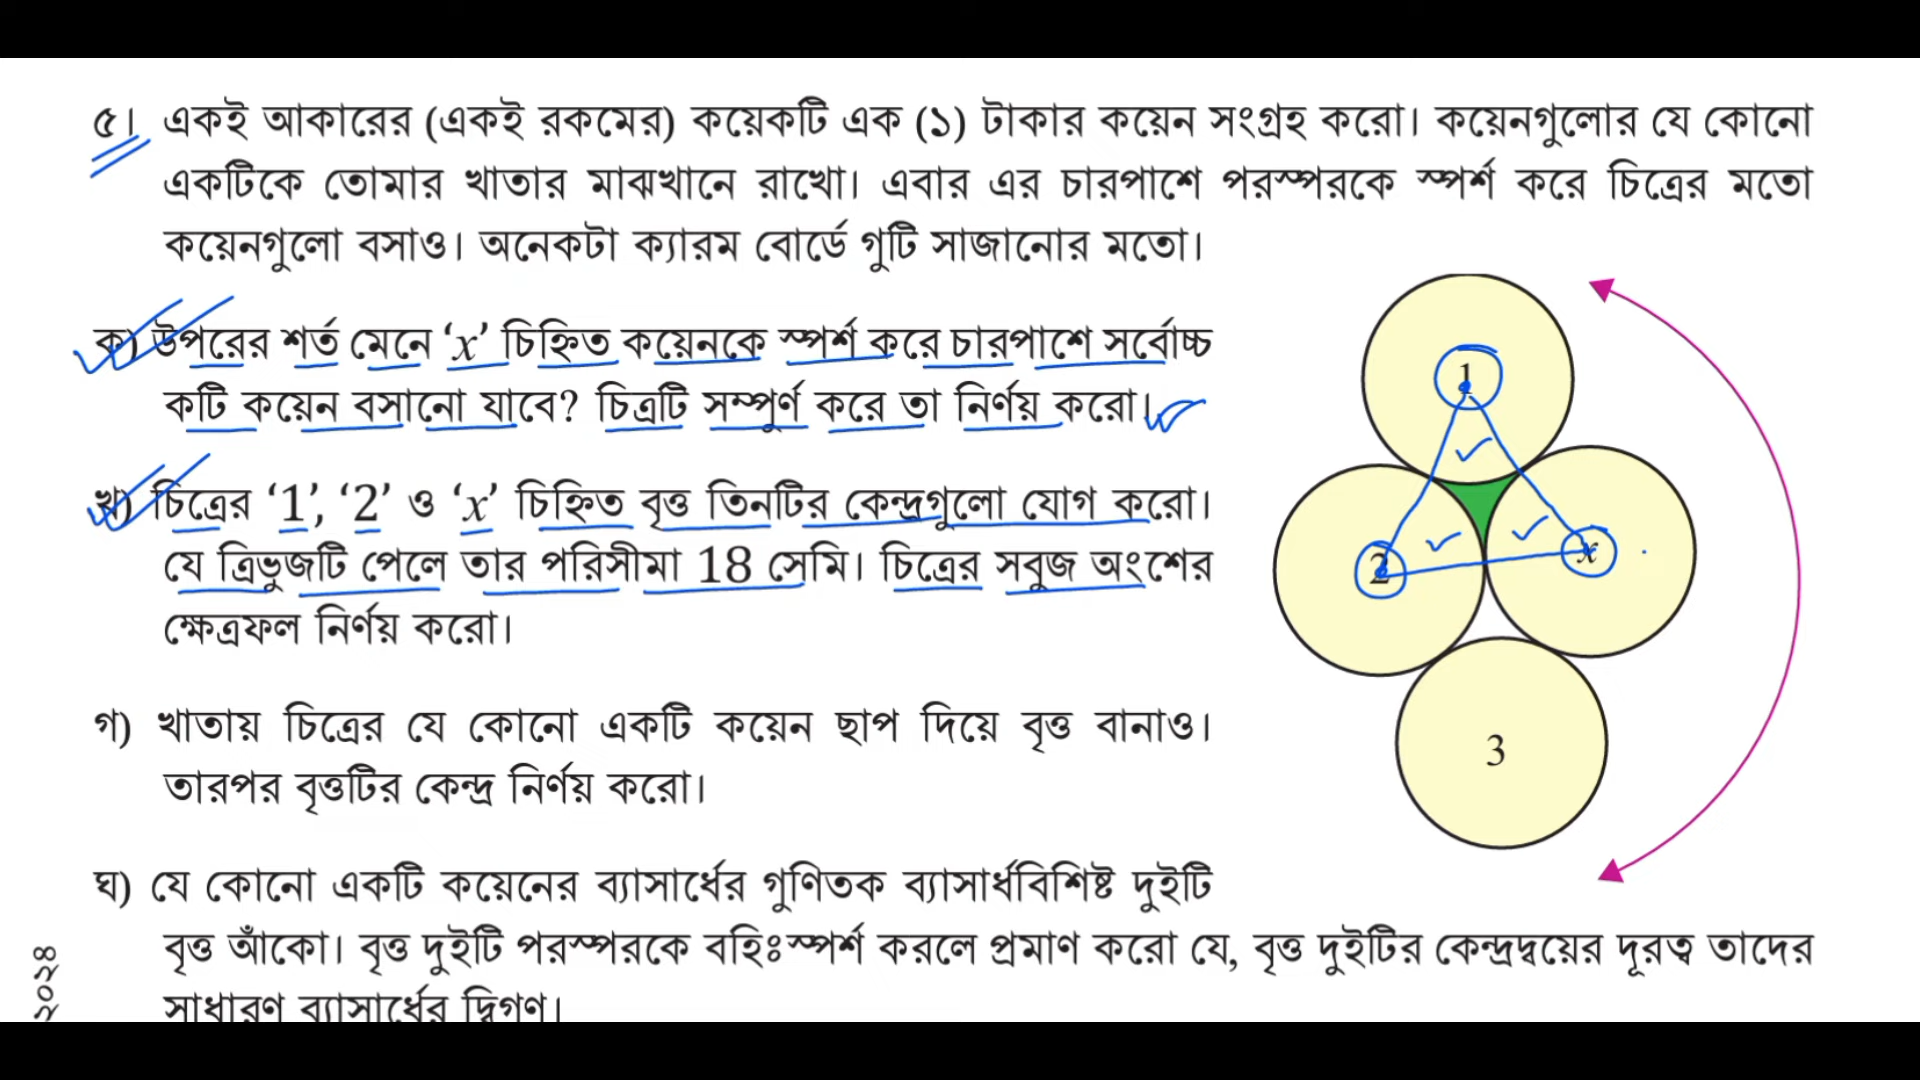 ৫। একই আকারের (একই রকমের) কয়েকটি এক (১) টাকার কয়েন সংগ্রহ করো। কয়েনগুলোর যে কোনো
একটিকে তোমার খাতার মাঝখানে রাখো। এবার এর চারপাশে পরস্পরকে স্পর্শ করে চিত্রের মতো
কয়েনগুলো বসাও। অনেকটা ক্যারম বোর্ডে গুটি সাজানোর মতো।
ক) উপরের শর্ত মেনে ‘x’ চিহ্নিত কয়েনকে স্পর্শ করে চারপাশে সর্বোচ্চ
কটি কয়েন বসানো যাবে? চিত্রটি সম্পুর্ণ করে তা নির্ণয় করো।
খ) চিত্রের ‘1’, ‘2’ ও ‘x’ চিহ্নিত বৃত্ত তিনটির কেন্দ্রগুলো যোগ করো।
যে ত্রিভুজটি পেলে তার পরিসীমা 18 সেমি। চিত্রের সবুজ অংশের
ক্ষেত্রফল নির্ণয় করো।
গ) খাতায় চিত্রের যে কোনো একটি কয়েন ছাপ দিয়ে বৃত্ত বানাও।
তারপর বৃত্তটির কেন্দ্র নির্ণয় করো।
ঘ) যে কোনো একটি কয়েনের ব্যাসার্ধের গুণিতক ব্যাসার্ধবিশিষ্ট দুইটি
বৃত্ত আঁকো। বৃত্ত দুইটি পরস্পরকে বহিঃস্পর্শ করলে প্রমাণ করো যে, বৃত্ত দুইটির কেন্দ্রদ্বয়ের দূরত্ব তাদের
সাধারণ ব্যাসার্ধের দ্বিগুণ।
1
2
x
3
২০২৪